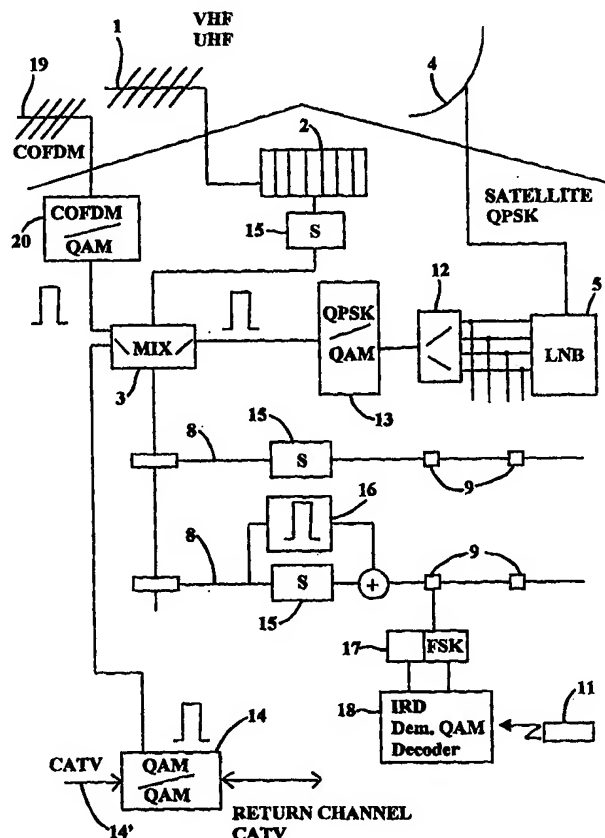 1
VHF
UHF
19
4
COFDM
2
20
COFDM
QAM
15
S
SATELLITE
QPSK
12
5
QPSK
QAM
MIX
LNB
3
13
15
8
S
9
16
8
9
S
15
17
FSK
18
IRD
Dem. QAM
Decoder
11
14
CATV
QAM
QAM
14'
RETURN CHANNEL
CATV